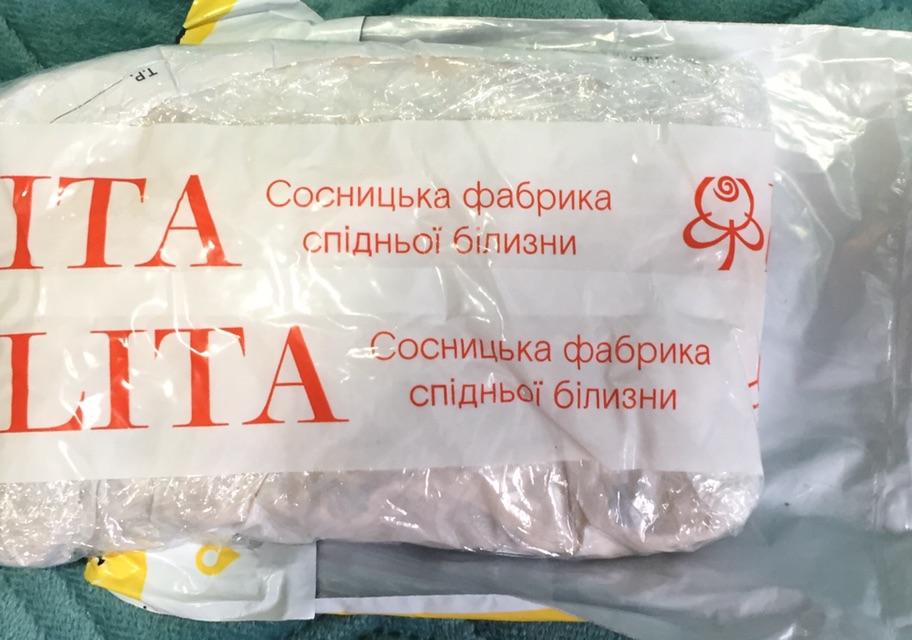 Т.Р.
ITA
Сосницька фабрика
спідньої білизни
LITA
Сосницька фабрика
спідньої білизни